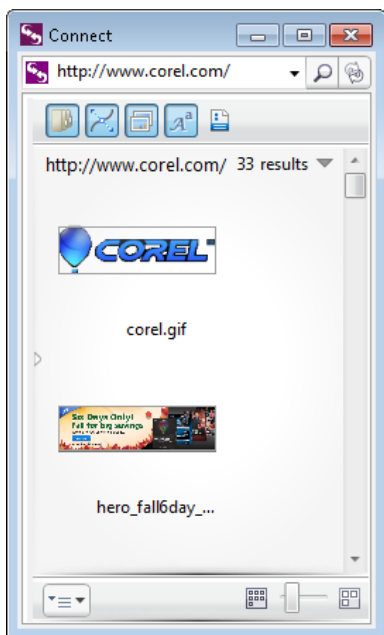 Connect
http://www.corel.com/
http://www.corel.com/ 33 results
COREL
corel.gif
Six Days Only!
Fall for big savings
hero_fall6day_...